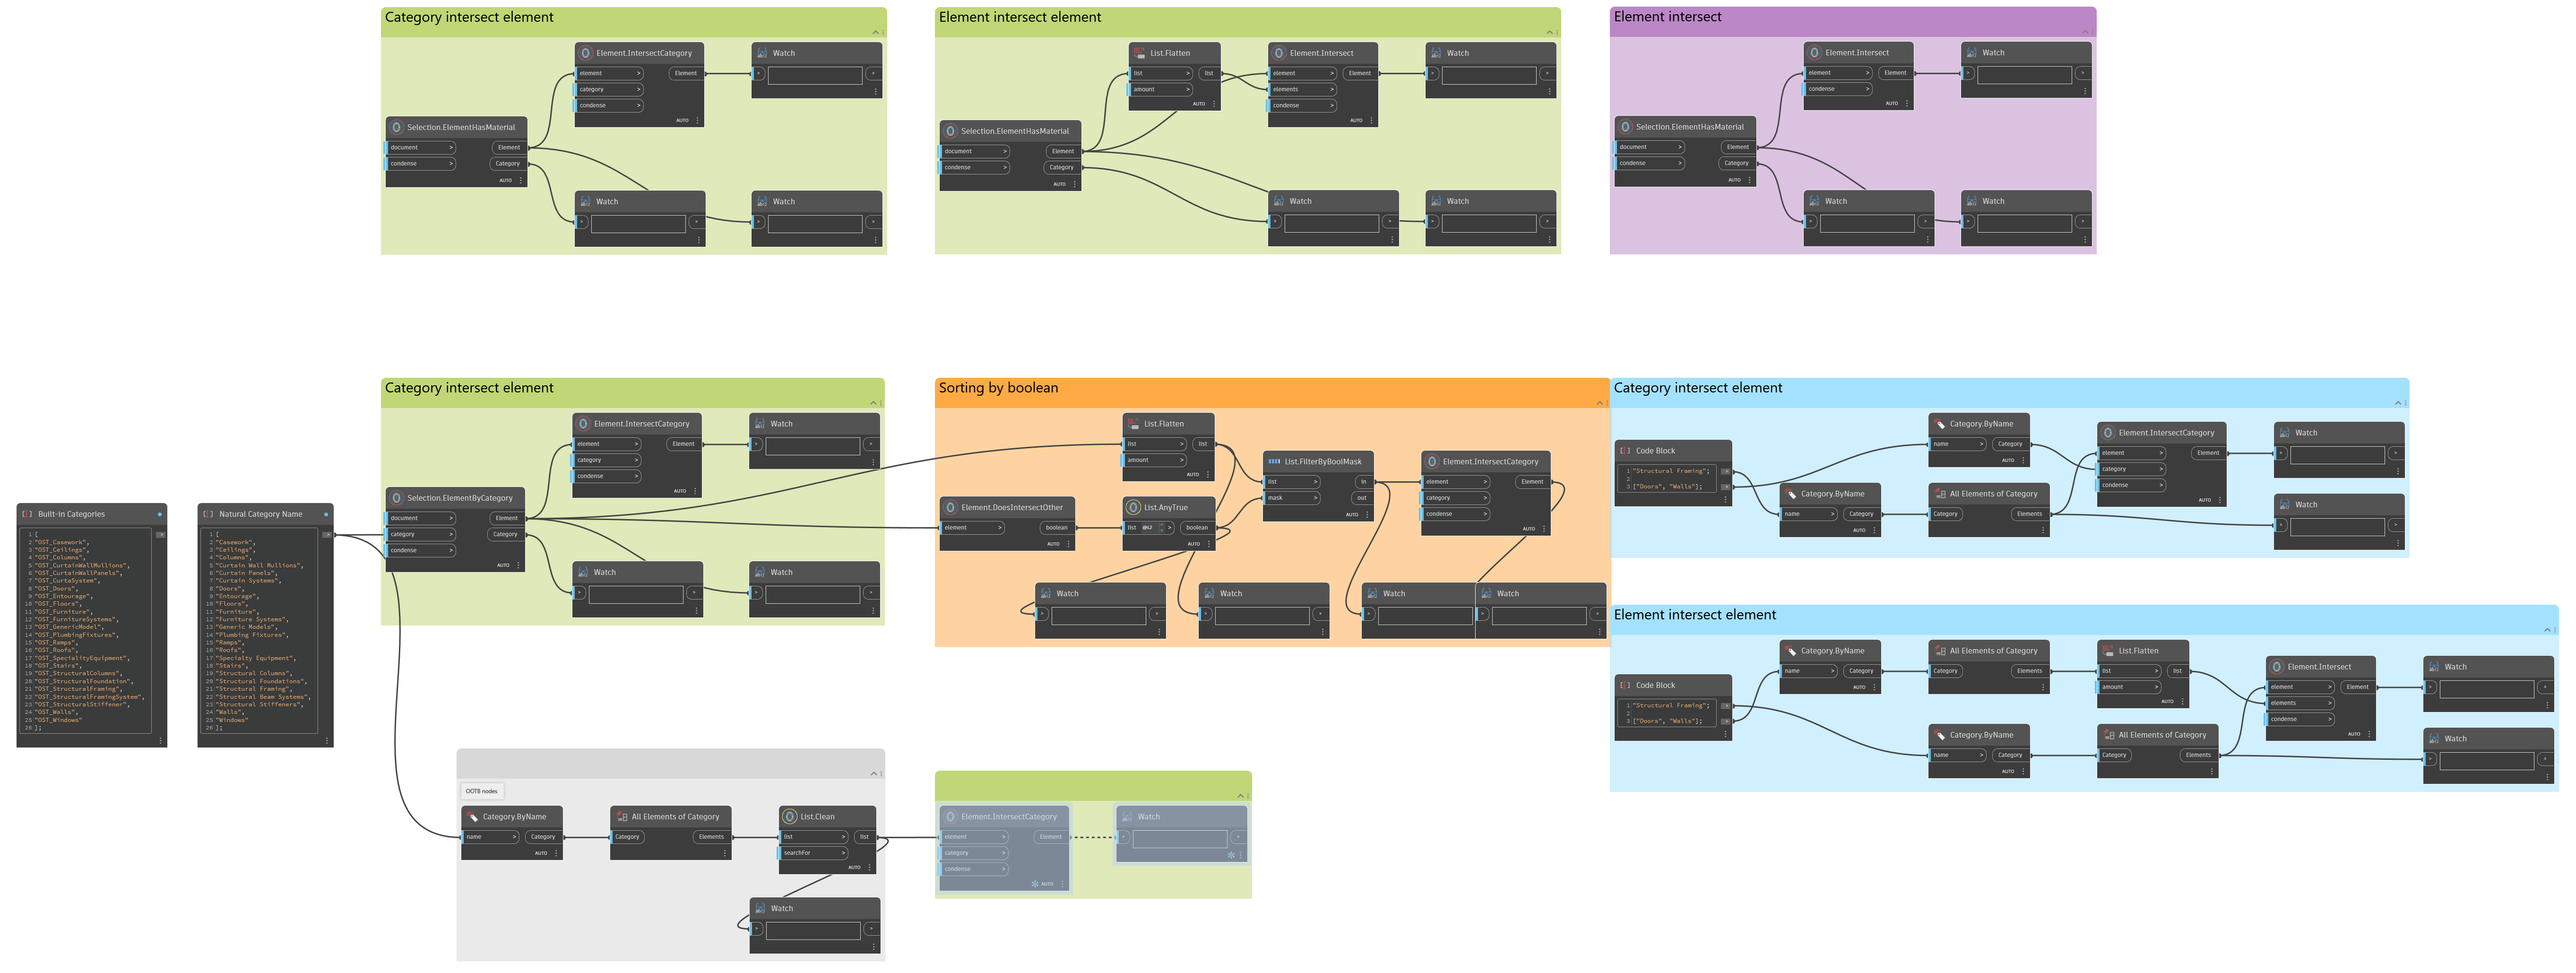 Category intersect element
Element.IntersectCategory
element >
Element
category >
condense >
AUTO
Watch
>
>
Selection.ElementHasMaterial
document >
Element
condense >
Category
AUTO
Watch
>
>
Watch
>
>
Element intersect element
List.Flatten
list >
list
amount >
AUTO
Element.Intersect
element >
Element
elements >
condense >
AUTO
Watch
>
>
Selection.ElementHasMaterial
document >
Element
condense >
Category
AUTO
Watch
>
>
Watch
>
>
Element intersect
Element.Intersect
element >
Element
condense >
AUTO
Watch
>
>
Selection.ElementHasMaterial
document >
Element
condense >
Category
AUTO
Watch
>
>
Watch
>
>
Built-in Categories
1 [
2 "OST_Casework",
3 "OST_Ceilings",
4 "OST_Columns",
5 "OST_CurtainWallMullions",
6 "OST_CurtainWallPanels",
7 "OST_CurtaSystem",
8 "OST_Doors",
9 "OST_Entourage",
10 "OST_Floors",
11 "OST_Furniture",
12 "OST_FurnitureSystems",
13 "OST_GenericModel",
14 "OST_PlumbingFixtures",
15 "OST_Ramps",
16 "OST_Roofs",
17 "OST_SpecialityEquipment",
18 "OST_Stairs",
19 "OST_StructuralColumns",
20 "OST_StructuralFoundation",
21 "OST_StructuralFraming",
22 "OST_StructuralFramingSystem",
23 "OST_StructuralStiffener",
24 "OST_Walls",
25 "OST_Windows"
26 ];
>
Natural Category Name
1 [
2 "Casework",
3 "Ceilings",
4 "Columns",
5 "Curtain Wall Mullions",
6 "Curtain Panels",
7 "Curtain Systems",
8 "Doors",
9 "Entourage",
10 "Floors",
11 "Furniture",
12 "Furniture Systems",
13 "Generic Models",
14 "Plumbing Fixtures",
15 "Ramps",
16 "Roofs",
17 "Specialty Equipment",
18 "Stairs",
19 "Structural Columns",
20 "Structural Foundations",
21 "Structural Framing",
22 "Structural Beam Systems",
23 "Structural Stiffeners",
24 "Walls",
25 "Windows"
26 ];
>
Category intersect element
Element.IntersectCategory
element >
Element
category >
condense >
AUTO
Watch
>
>
Selection.ElementByCategory
document >
Element
category >
Category
condense >
AUTO
Watch
>
>
Watch
>
>
Sorting by boolean
List.Flatten
list >
list
amount >
AUTO
List.FilterByBoolMask
list >
in
mask >
out
AUTO
Element.IntersectCategory
element >
Element
category >
condense >
AUTO
Element.DoesIntersectOther
element >
boolean
AUTO
List.AnyTrue
list @L2 >
boolean
AUTO
Watch
>
>
Watch
>
>
Watch
>
Watch
>
>
Category intersect element
Code Block
1 "Structural Framing";
2
3 ["Doors", "Walls"];
>
>
Category.ByName
name >
Category
AUTO
Category.ByName
name >
Category
AUTO
All Elements of Category
Category
Elements
Element.IntersectCategory
element >
Element
category >
condense >
AUTO
Watch
>
>
Watch
>
>
Element intersect element
Code Block
1 "Structural Framing";
2
3 ["Doors", "Walls"];
>
>
Category.ByName
name >
Category
AUTO
All Elements of Category
Category
Elements
List.Flatten
list >
list
amount >
AUTO
Category.ByName
name >
Category
AUTO
All Elements of Category
Category
Elements
Element.Intersect
element >
Element
elements >
condense >
AUTO
Watch
>
>
Watch
>
>
OOTB nodes
Category.ByName
name >
Category
AUTO
All Elements of Category
Category
Elements
List.Clean
list >
list
searchFor >
AUTO
Watch
>
>
Element.IntersectCategory
element >
Element
category >
condense >
AUTO
Watch
>
>